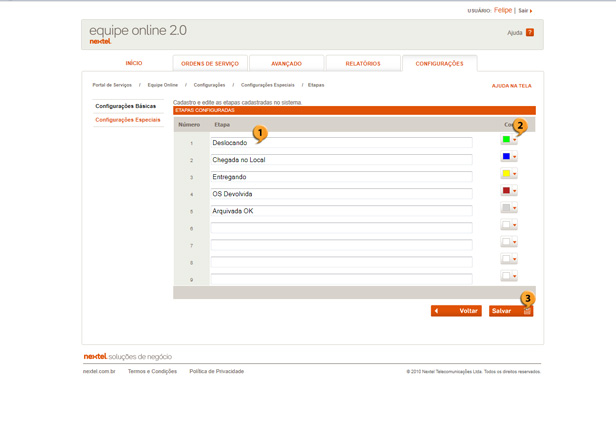 USUÁRIO: Felipe | Sair
equipe online 2.0
nextel
Ajuda ?
INÍCIO ORDENS DE SERVIÇO AVANÇADO RELATÓRIOS CONFIGURAÇÕES
Portal de Serviços / Equipe Online / Configurações / Configurações Especiais / Etapas
AJUDA NA TELA
Configurações Básicas
Configurações Especiais
Cadastro e edite as etapas cadastradas no sistema.
ETAPAS CONFIGURADAS
Número Etapa
1 2
1 Deslocando
2 Chegada no Local
3 Entregando
4 OS Devolvida
5 Arquivada OK
6
7
8
9
3
Voltar Salvar
nextel soluções de negócio
nextel.com.br Termos e Condições Política de Privacidade
© 2010 Nextel Telecomunicações Ltda. Todos os direitos reservados.